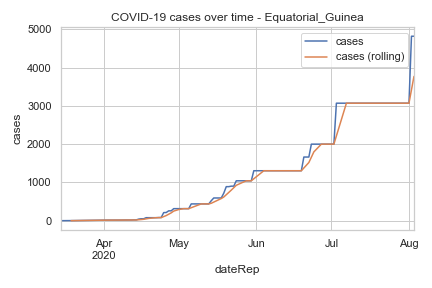 COVID-19 cases over time - Equatorial_Guinea
cases
cases (rolling)
5000
4000
3000
2000
1000
0
cases
Apr
2020
May
Jun
Jul
Aug
dateRep